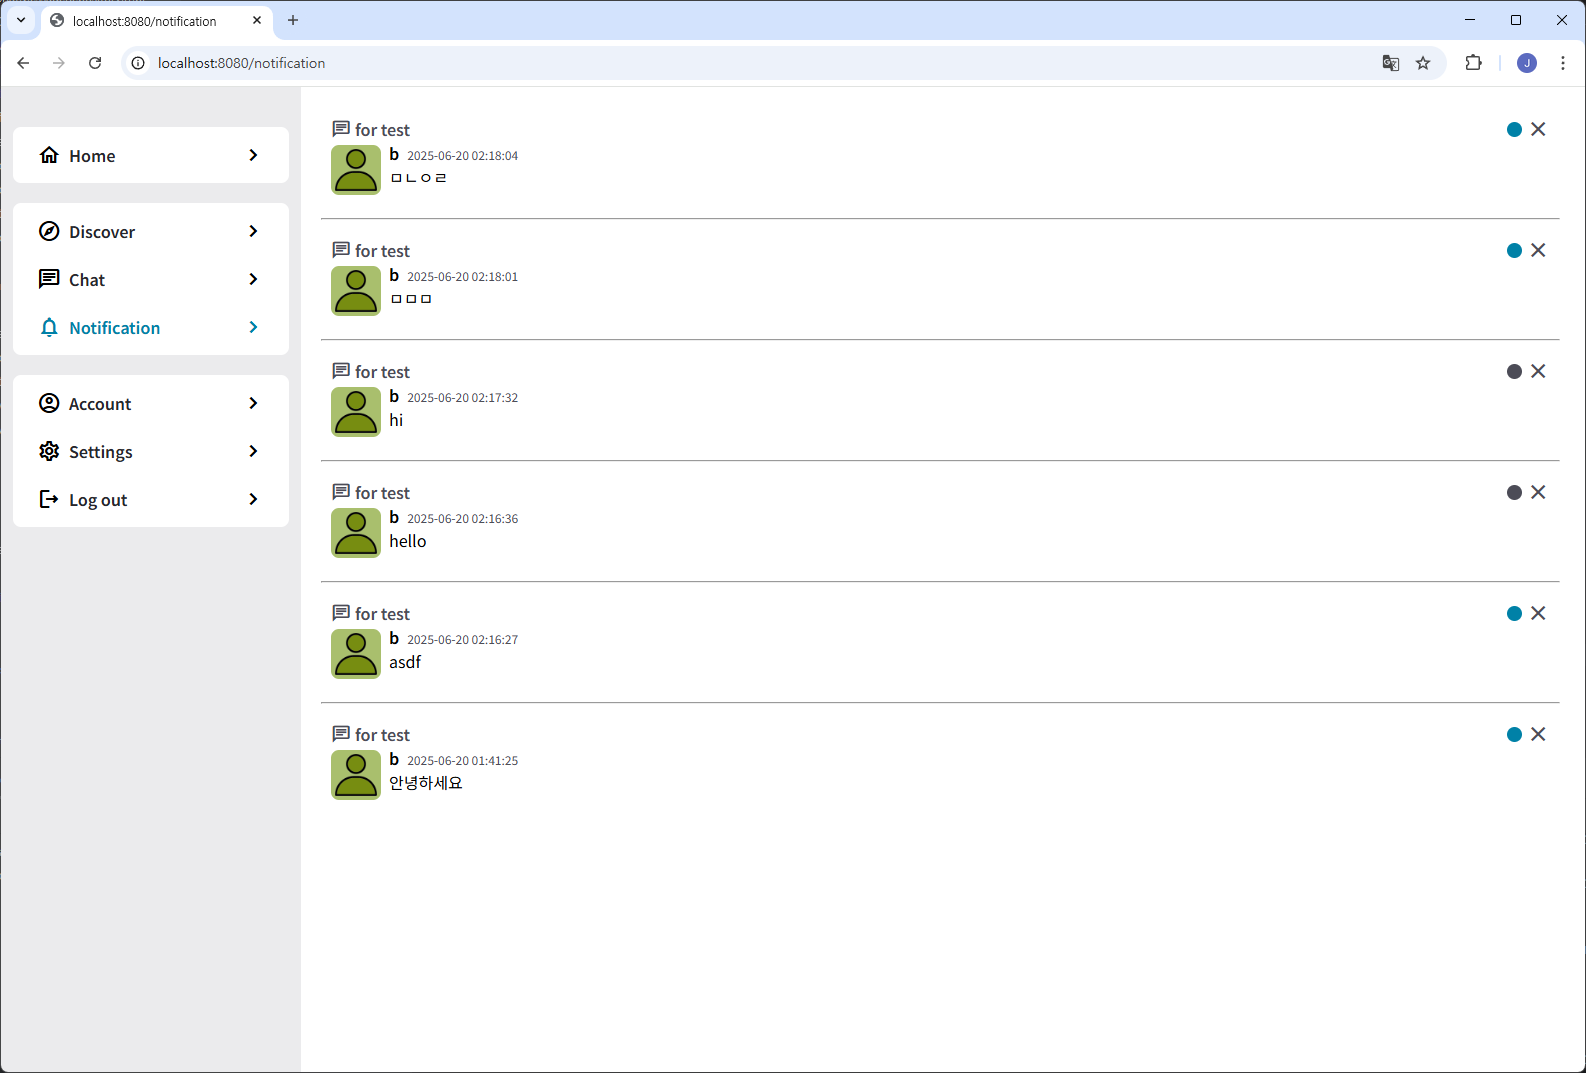 localhost:8080/notification
localhost:8080/notification
J
Home
Discover
Chat
Notification
Account
Settings
Log out
for test
b 2025-06-20 02:18:04
ㅁㄴㅇㄹ
for test
b 2025-06-20 02:18:01
ㅁㅁㅁ
for test
b 2025-06-20 02:17:32
hi
for test
b 2025-06-20 02:16:36
hello
for test
b 2025-06-20 02:16:27
asdf
for test
b 2025-06-20 01:41:25
안녕하세요